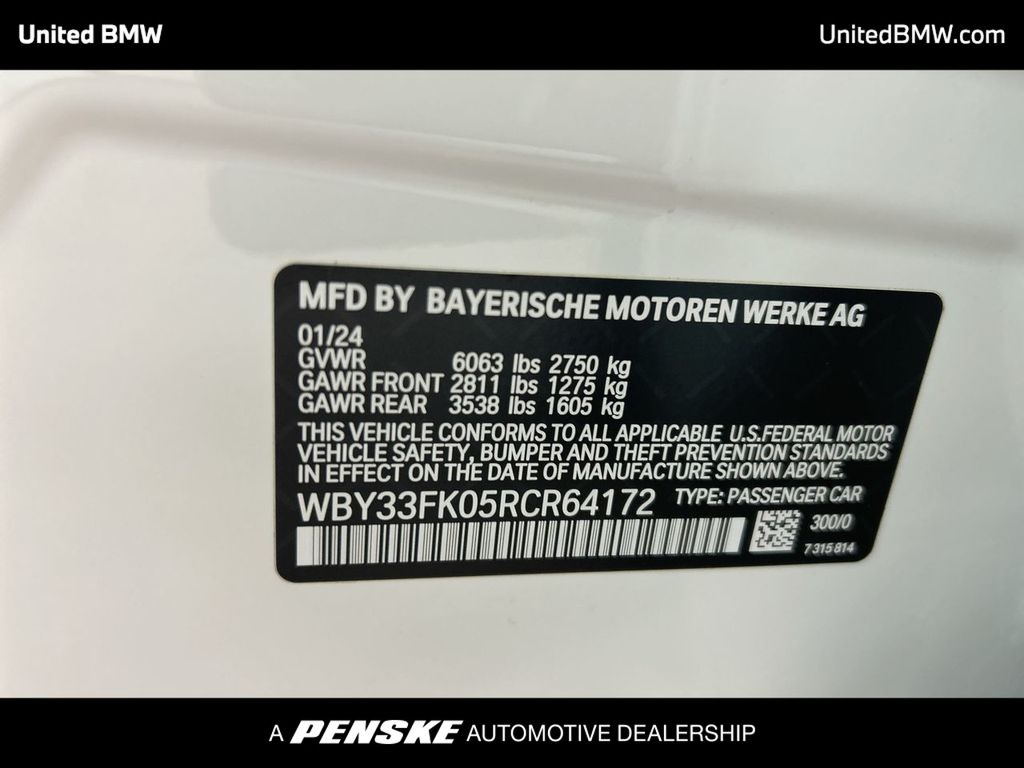 United BMW
UnitedBMW.com
MFD BY BAYERISCHE MOTOREN WERKE AG
01/24
GVWR 6063 lbs 2750 kg
GAWR FRONT 2811 lbs 1275 kg
GAWR REAR 3538 lbs 1605 kg
THIS VEHICLE CONFORMS TO ALL APPLICABLE U.S.FEDERAL MOTOR
VEHICLE SAFETY, BUMPER AND THEFT PREVENTION STANDARDS
IN EFFECT ON THE DATE OF MANUFACTURE SHOWN ABOVE.
WBY33FK05RCR64172 TYPE: PASSENGER CAR
300/0
7315814
A PENSKE AUTOMOTIVE DEALERSHIP